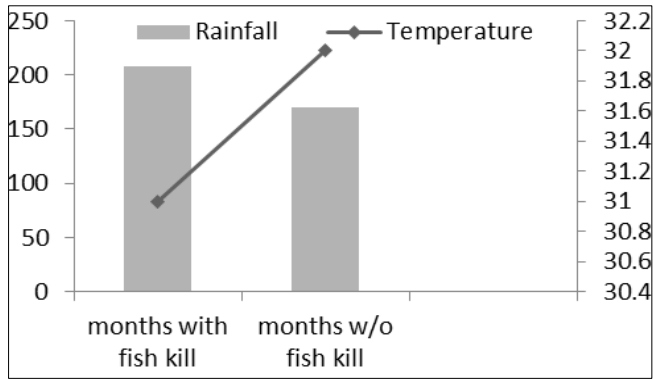 Rainfall
Temperature
250
200
150
100
50
0
32.2
32
31.8
31.6
31.4
31.2
31
30.8
30.6
30.4
months with
fish kill
months w/o
fish kill